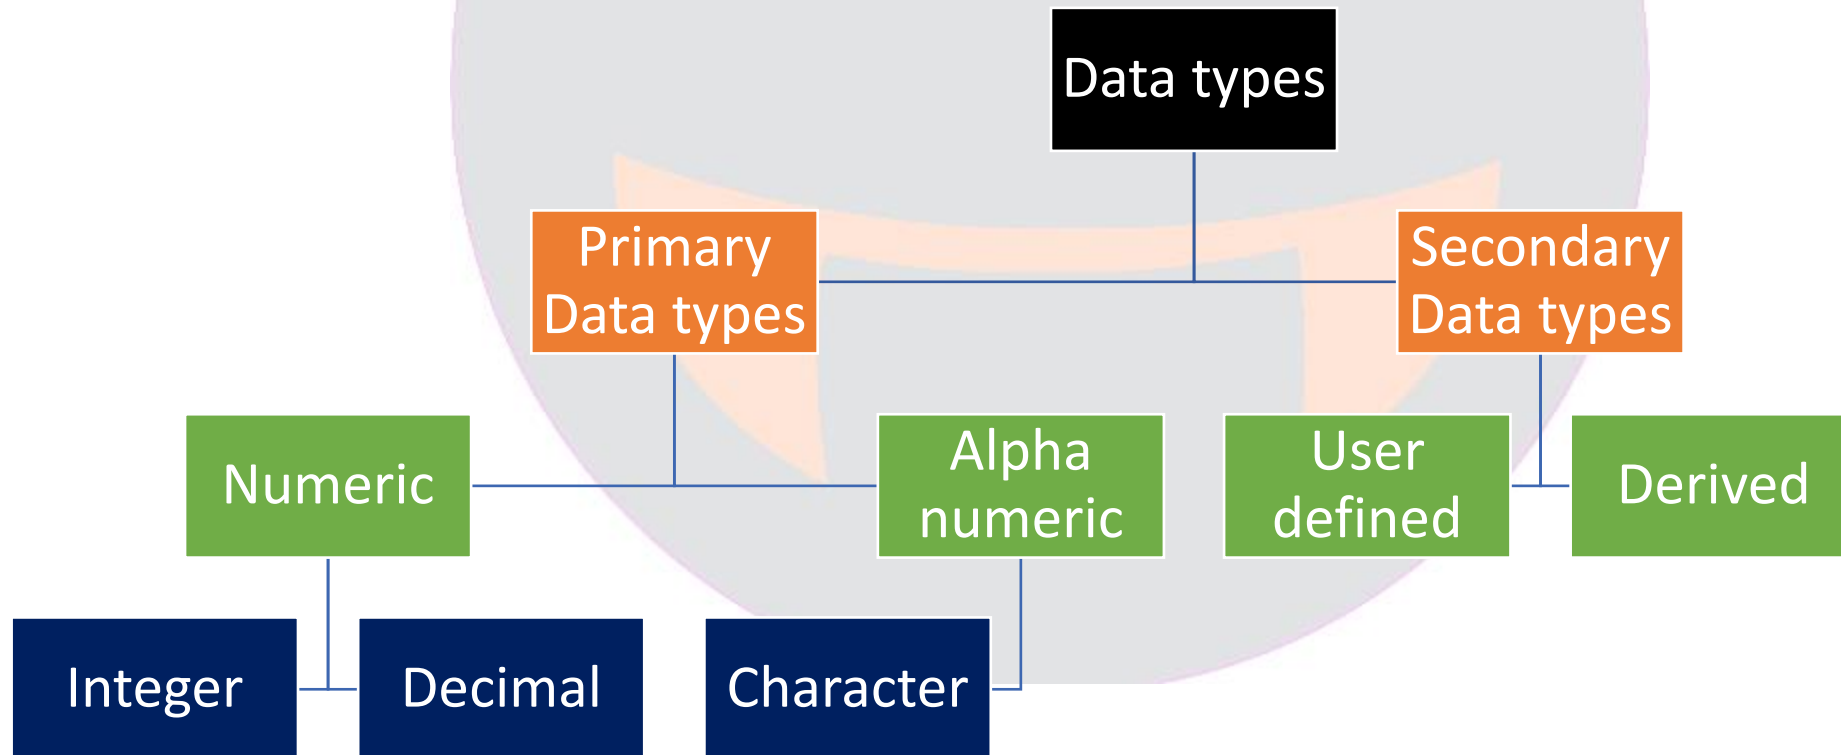 Data types
Primary
Data types
Secondary
Data types
Numeric
Alpha
numeric
User
defined
Derived
Integer
Decimal
Character